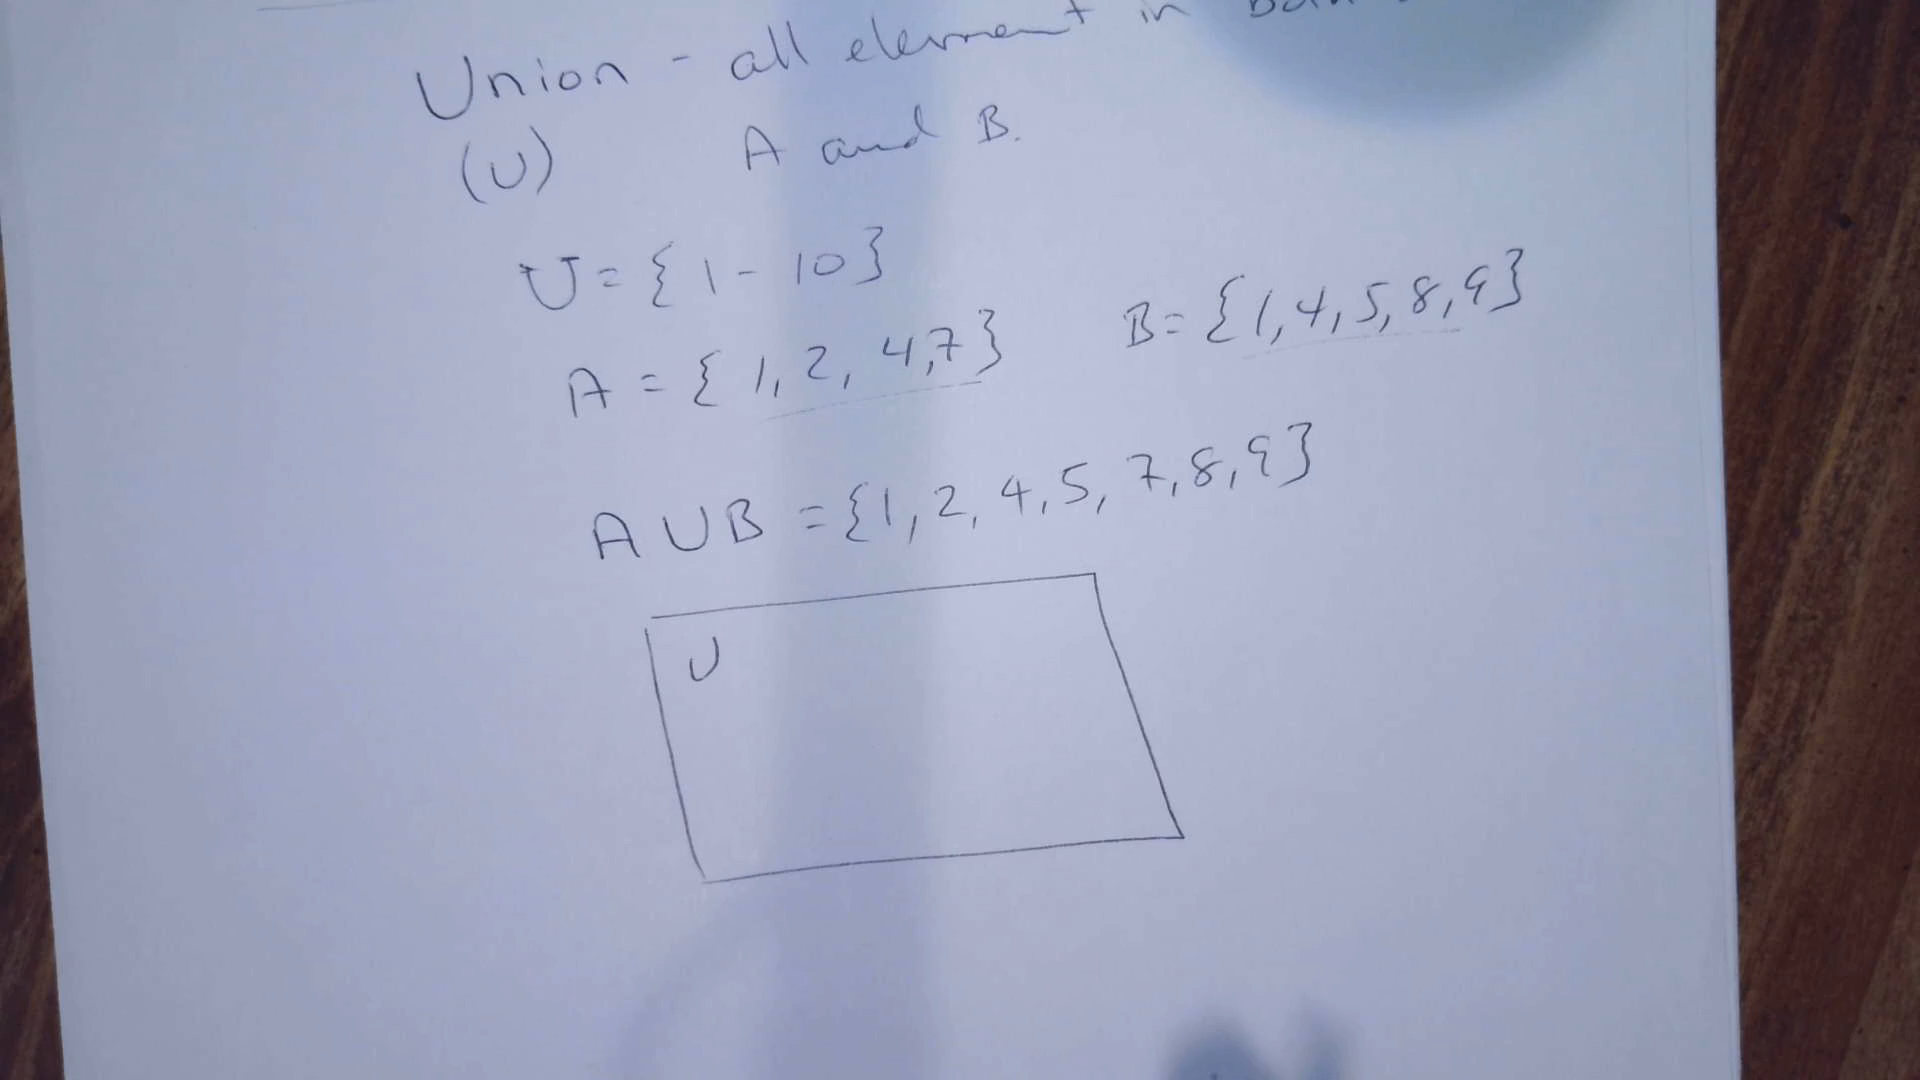 Union - all element in both
(U) A and B.
U = { 1 - 10 }
A = { 1, 2, 4, 7 } B = { 1, 4, 5, 8, 9 }
A U B = { 1, 2, 4, 5, 7, 8, 9 }
U